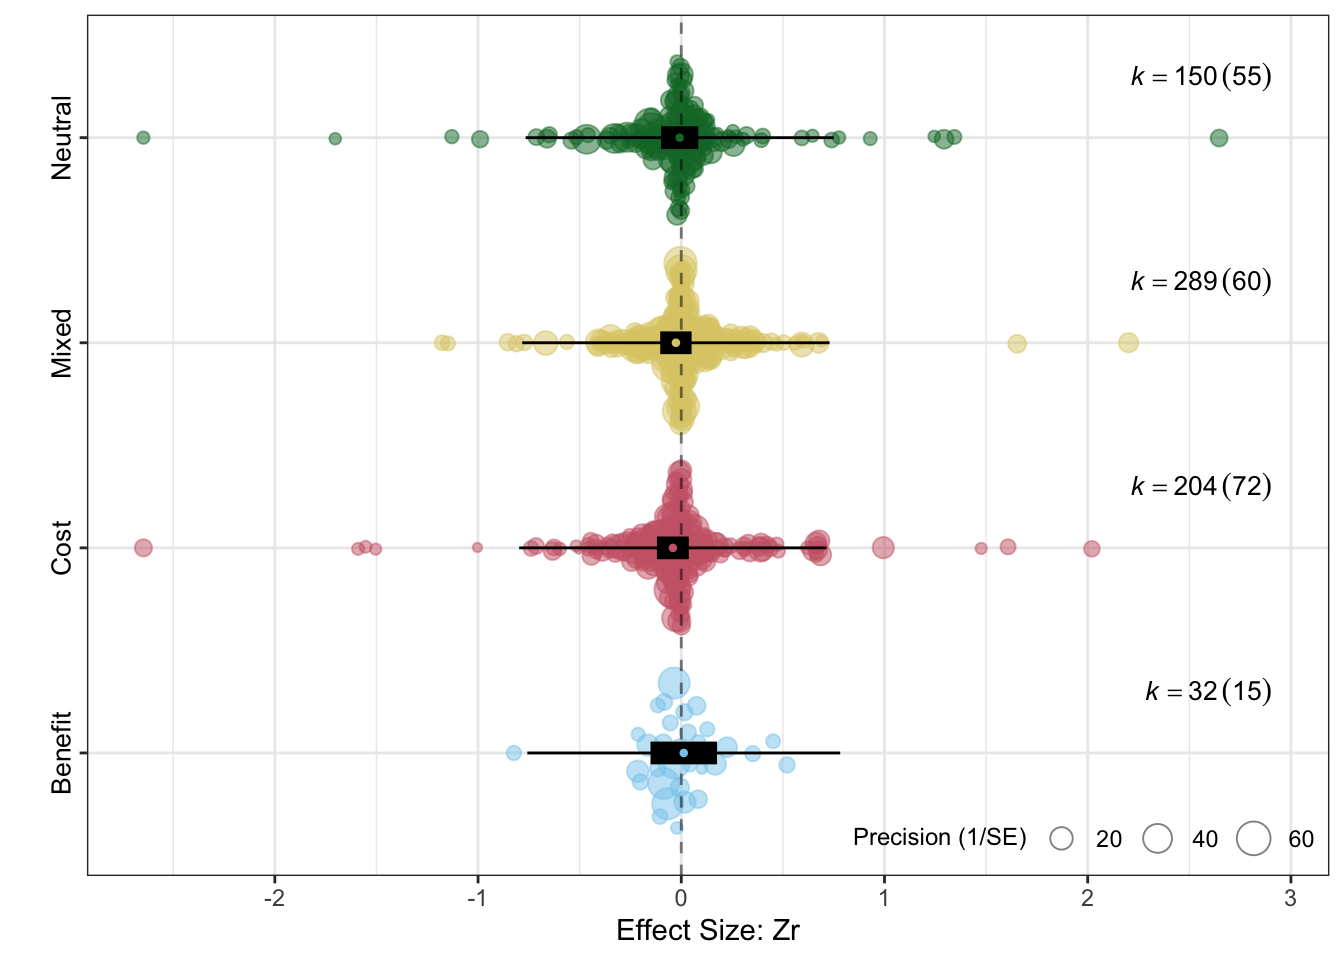 Neutral
k = 150 (55)
Mixed
k = 289 (60)
Cost
k = 204 (72)
Benefit
k = 32 (15)
Precision (1/SE) 20 40 60
-2 -1 0 1 2 3
Effect Size: Zr